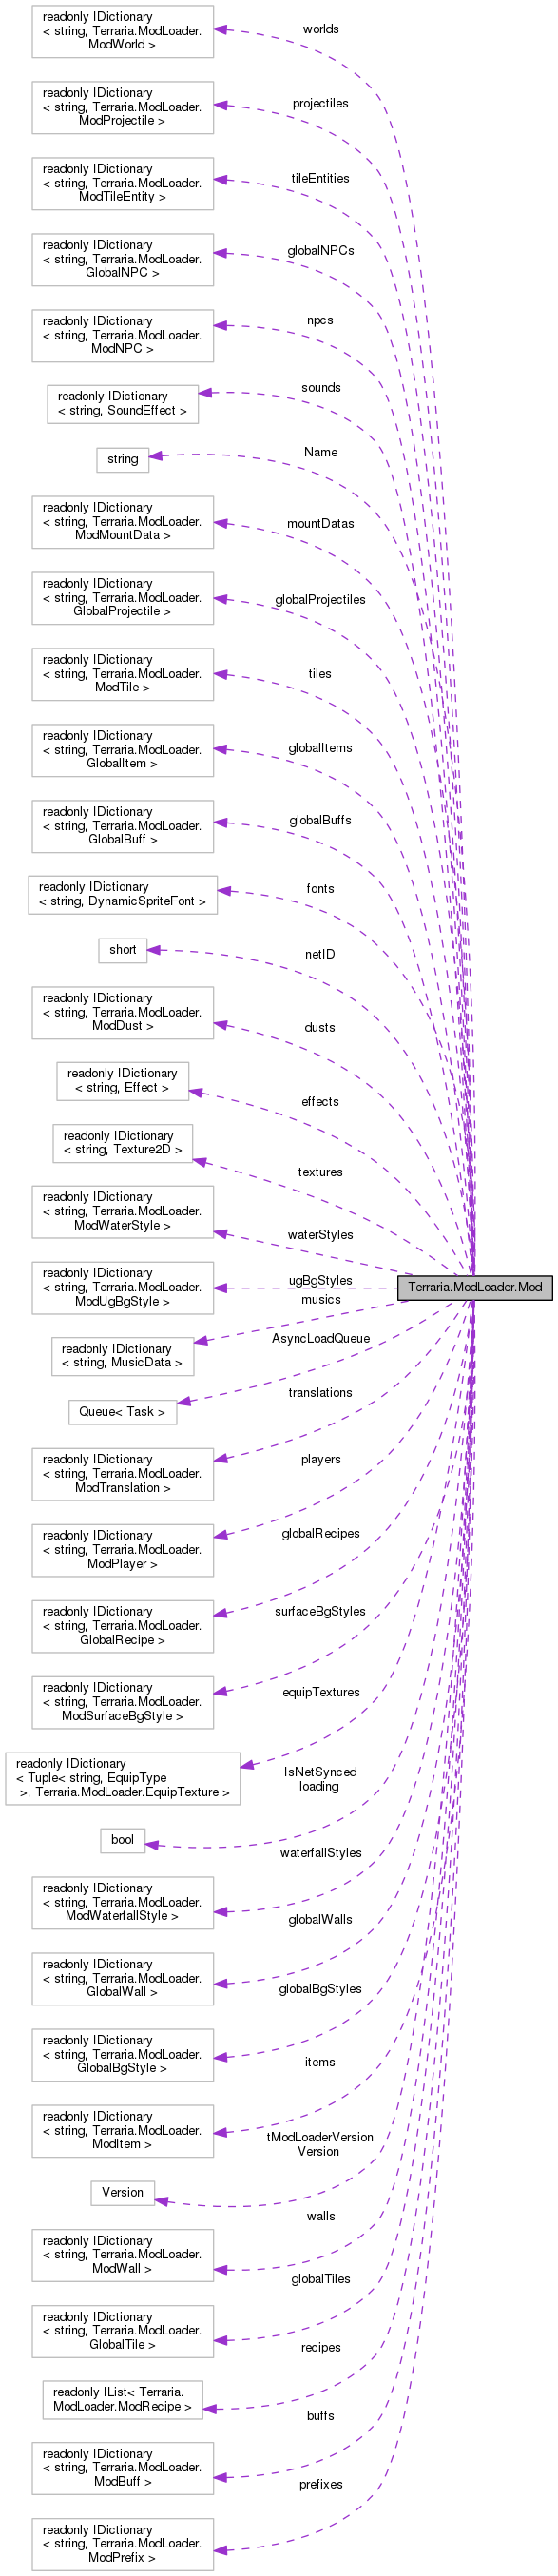 readonly IDictionary
< string, Terraria.ModLoader.
ModWorld >
worlds
readonly IDictionary
< string, Terraria.ModLoader.
ModProjectile >
projectiles
readonly IDictionary
< string, Terraria.ModLoader.
ModTileEntity >
tileEntities
readonly IDictionary
< string, Terraria.ModLoader.
GlobalNPC >
globalNPCs
readonly IDictionary
< string, Terraria.ModLoader.
ModNPC >
npcs
readonly IDictionary
< string, SoundEffect >
sounds
string
Name
readonly IDictionary
< string, Terraria.ModLoader.
ModMountData >
mountDatas
readonly IDictionary
< string, Terraria.ModLoader.
GlobalProjectile >
globalProjectiles
readonly IDictionary
< string, Terraria.ModLoader.
ModTile >
tiles
readonly IDictionary
< string, Terraria.ModLoader.
GlobalItem >
globalItems
readonly IDictionary
< string, Terraria.ModLoader.
GlobalBuff >
globalBuffs
readonly IDictionary
< string, DynamicSpriteFont >
fonts
short
netID
readonly IDictionary
< string, Terraria.ModLoader.
ModDust >
dusts
readonly IDictionary
< string, Effect >
effects
readonly IDictionary
< string, Texture2D >
textures
readonly IDictionary
< string, Terraria.ModLoader.
ModWaterStyle >
waterStyles
readonly IDictionary
< string, Terraria.ModLoader.
ModUgBgStyle >
ugBgStyles
Terraria.ModLoader.Mod
musics
readonly IDictionary
< string, MusicData >
AsyncLoadQueue
Queue< Task >
translations
readonly IDictionary
< string, Terraria.ModLoader.
ModTranslation >
players
readonly IDictionary
< string, Terraria.ModLoader.
ModPlayer >
globalRecipes
readonly IDictionary
< string, Terraria.ModLoader.
GlobalRecipe >
surfaceBgStyles
readonly IDictionary
< string, Terraria.ModLoader.
ModSurfaceBgStyle >
equipTextures
readonly IDictionary
< Tuple< string, EquipType
>, Terraria.ModLoader.EquipTexture >
IsNetSynced
loading
bool
waterfallStyles
readonly IDictionary
< string, Terraria.ModLoader.
ModWaterfallStyle >
globalWalls
readonly IDictionary
< string, Terraria.ModLoader.
GlobalWall >
globalBgStyles
readonly IDictionary
< string, Terraria.ModLoader.
GlobalBgStyle >
items
readonly IDictionary
< string, Terraria.ModLoader.
ModItem >
tModLoaderVersion
Version
Version
walls
readonly IDictionary
< string, Terraria.ModLoader.
ModWall >
globalTiles
readonly IDictionary
< string, Terraria.ModLoader.
GlobalTile >
recipes
readonly IList< Terraria.
ModLoader.ModRecipe >
buffs
readonly IDictionary
< string, Terraria.ModLoader.
ModBuff >
prefixes
readonly IDictionary
< string, Terraria.ModLoader.
ModPrefix >